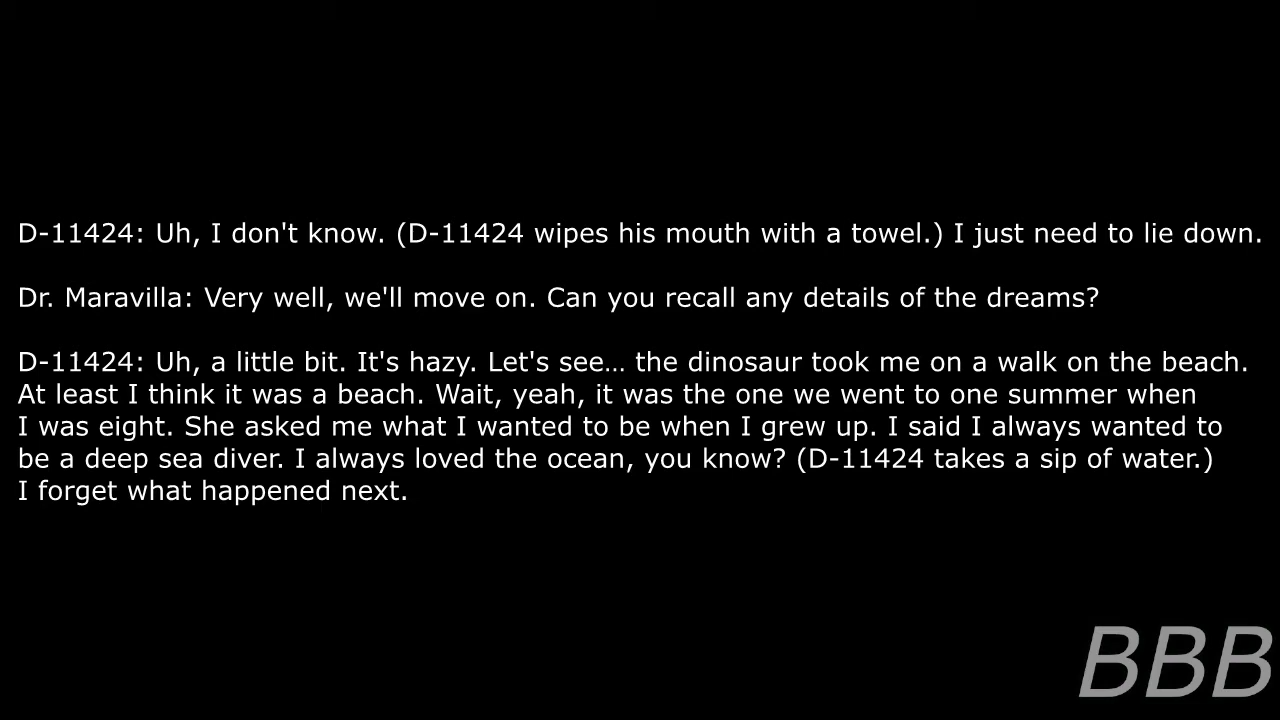 D-11424: Uh, I don't know. (D-11424 wipes his mouth with a towel.) I just need to lie down.
Dr. Maravilla: Very well, we'll move on. Can you recall any details of the dreams?
D-11424: Uh, a little bit. It's hazy. Let's see… the dinosaur took me on a walk on the beach.
At least I think it was a beach. Wait, yeah, it was the one we went to one summer when
I was eight. She asked me what I wanted to be when I grew up. I said I always wanted to
be a deep sea diver. I always loved the ocean, you know? (D-11424 takes a sip of water.)
I forget what happened next.
BBB